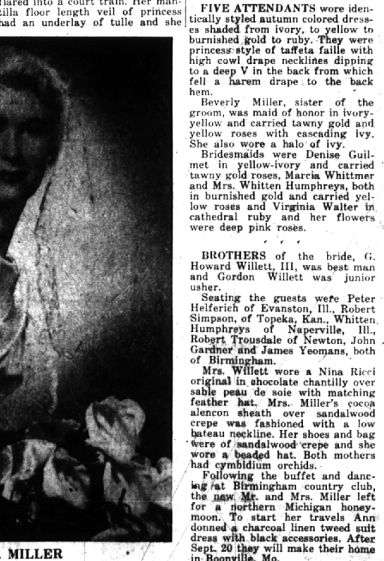 flared into a court train. Her man-
tilla floor length veil of princess
had an underlay of tulle and she
MILLER
FIVE ATTENDANTS wore iden-
tically styled autumn colored dress-
es shaded from ivory, to yellow to
burnished gold to ruby. They were
princess style of taffeta faille with
high cowl drape necklines dipping
to a deep V in the back from which
fell a harem drape to the back
hem.
Beverly Miller, sister of the
groom, was maid of honor in ivory-
yellow and carried tawny gold and
yellow roses with cascading ivy.
She also wore a halo of ivy.
Bridesmaids were Denise Guil-
met in yellow-ivory and carried
tawny gold roses, Marcia Whittmer
and Mrs. Whitten Humphreys, both
in burnished gold and carried yel-
low roses and Virginia Walter in
cathedral ruby and her flowers
were deep pink roses.
BROTHERS of the bride, G.
Howard Willett, III, was best man
and Gordon Willett was junior
usher.
Seating the guests were Peter
Helferich of Evanston, Ill., Robert
Simpson, of Topeka, Kan., Whitten
Humphreys of Naperville, Ill.,
Robert Trousdale of Newton, John
Gardner and James Yeomans, both
of Birmingham.
Mrs. Willett wore a Nina Ricci
original in chocolate chantilly over
sable peau de soie with matching
feather hat. Mrs. Miller's cocoa
alencon sheath over sandalwood
crepe was fashioned with a low
bateau neckline. Her shoes and bag
were of sandalwood crepe and she
wore a beaded hat. Both mothers
had cymbidium orchids.
Following the buffet and danc-
ing at Birmingham country club,
the new Mr. and Mrs. Miller left
for a northern Michigan honey-
moon. To start her travels Ann
donned a charcoal linen tweed suit
dress with black accessories. After
Sept. 20 they will make their home
in Boonville, Mo.